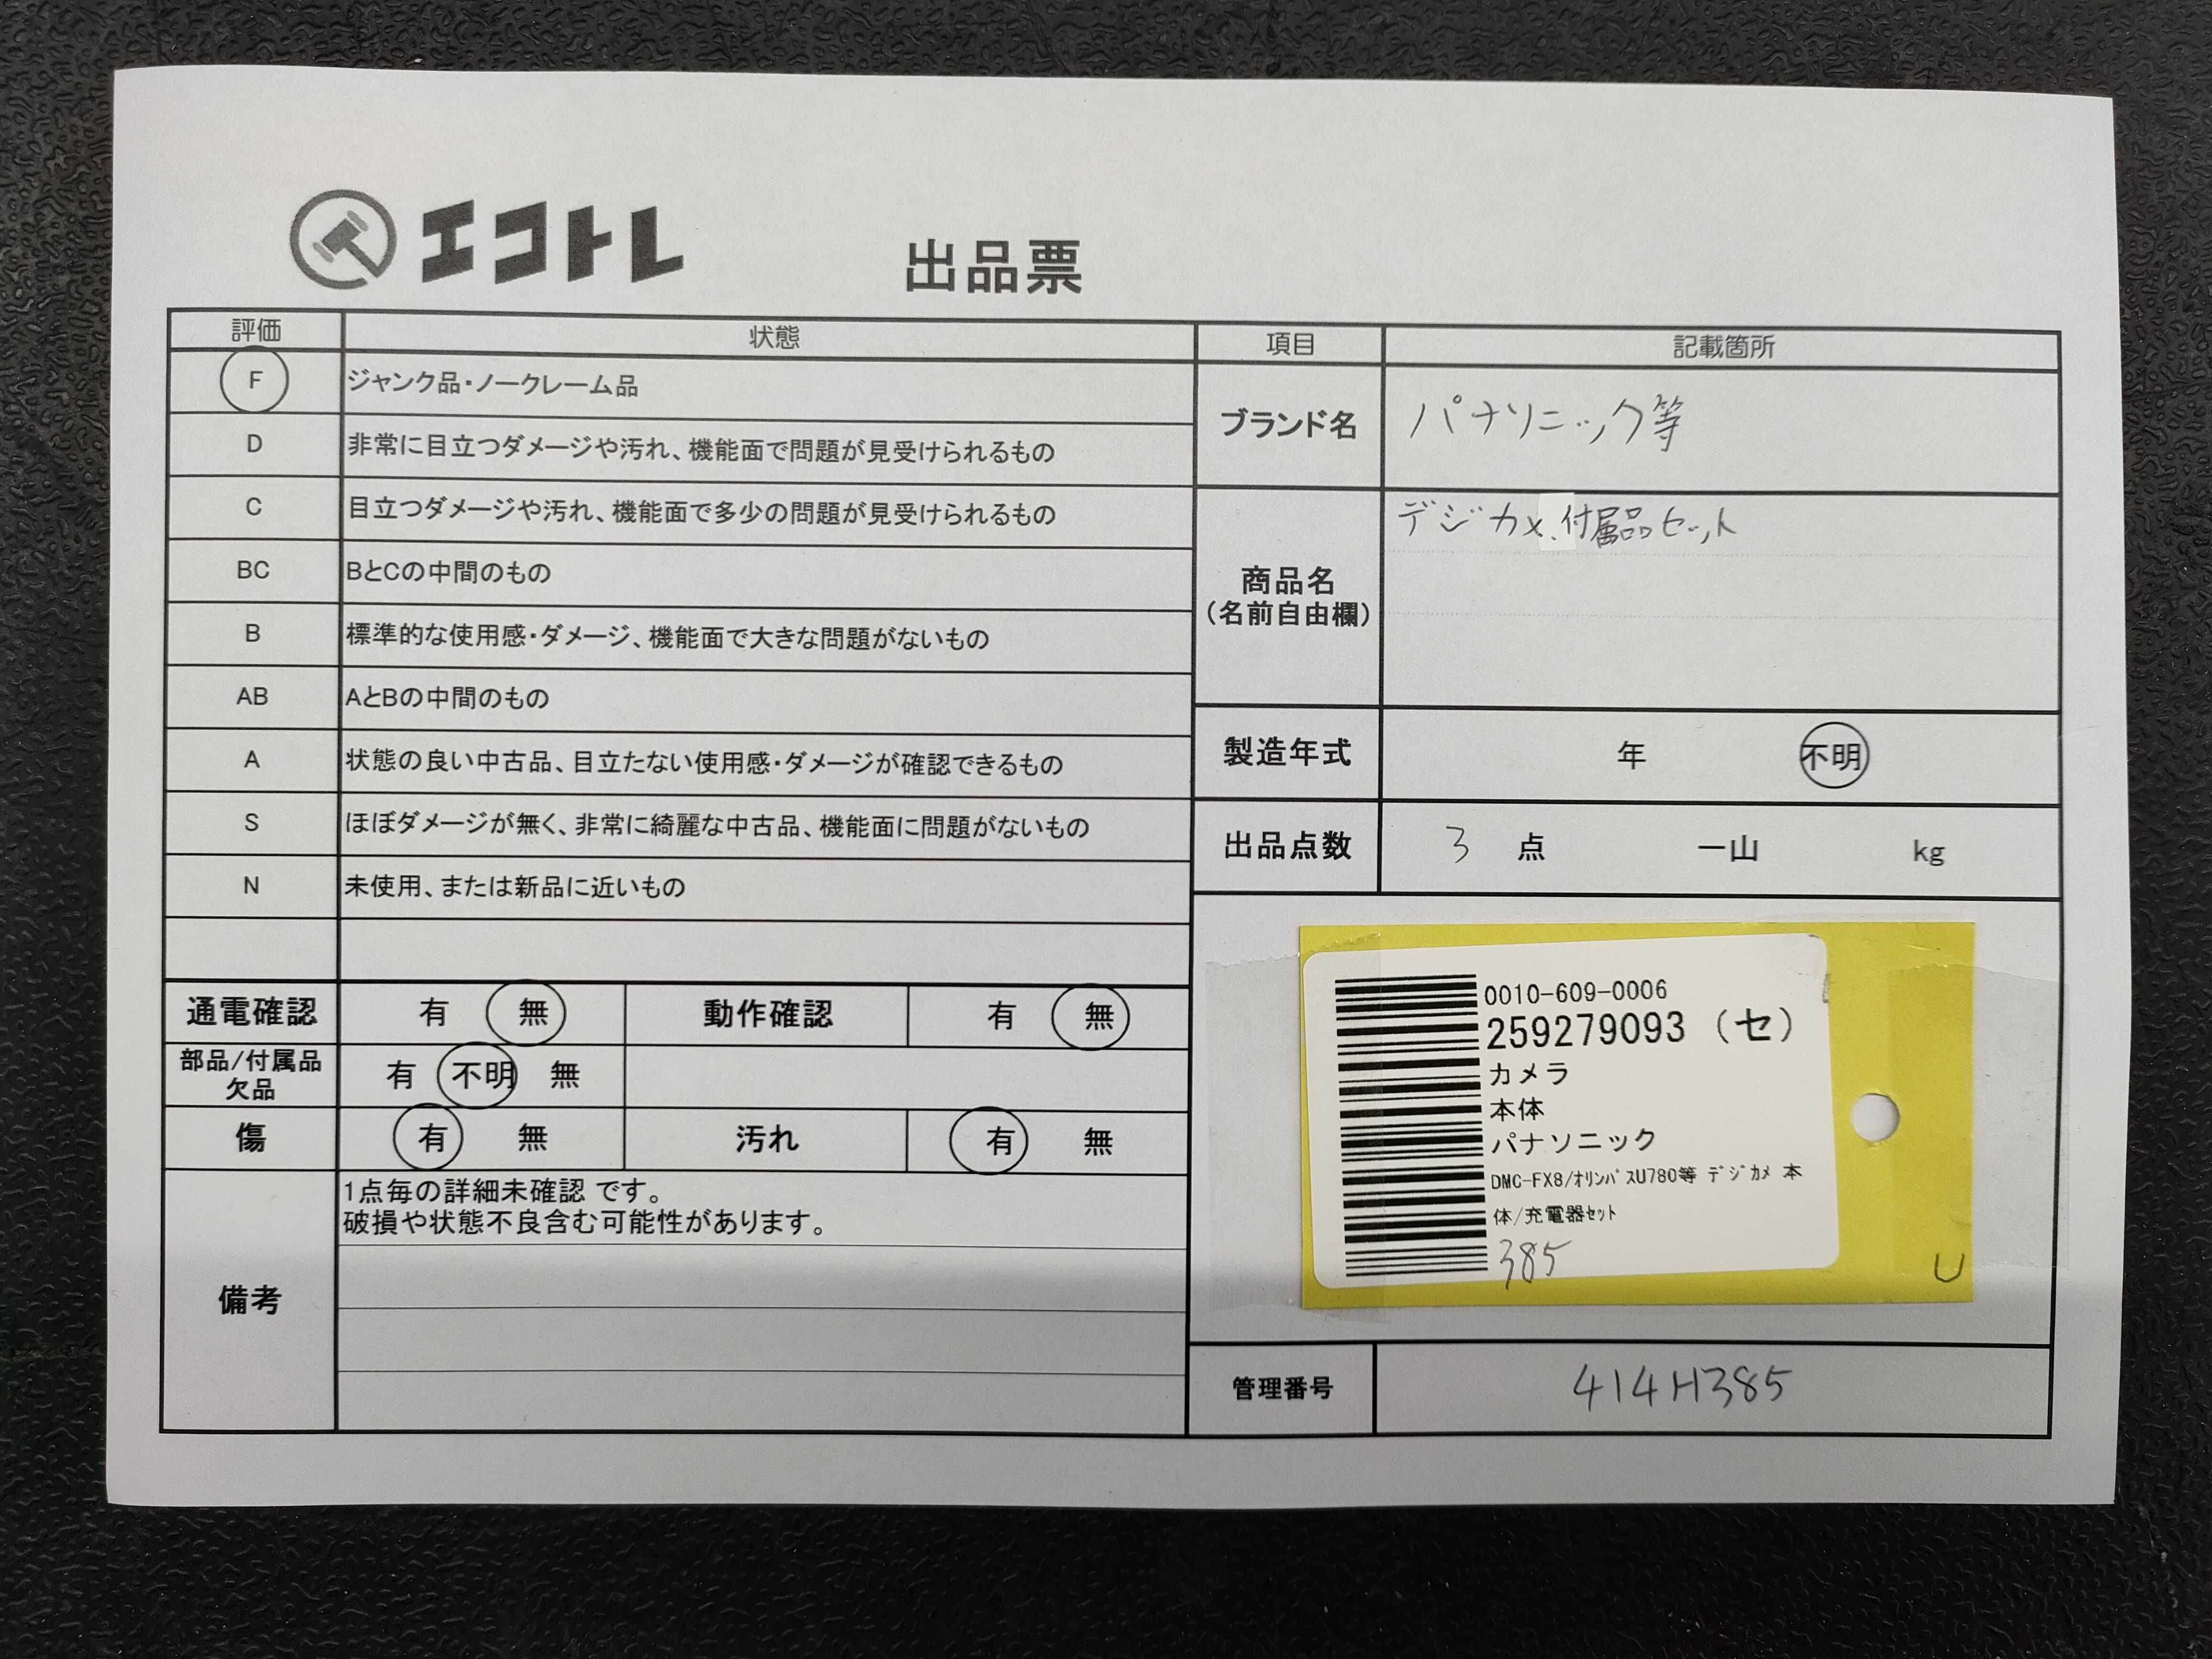 エコトレ
出品票
評価 状態
F ジャンク品・ノークレーム品
D 非常に目立つダメージや汚れ、機能面で問題が見受けられるもの
C 目立つダメージや汚れ、機能面で多少の問題が見受けられるもの
BC BとCの中間のもの
B 標準的な使用感・ダメージ、機能面で大きな問題がないもの
AB AとBの中間のもの
A 状態の良い中古品、目立たない使用感・ダメージが確認できるもの
S ほぼダメージが無く、非常に綺麗な中古品、機能面に問題がないもの
N 未使用、または新品に近いもの
通電確認 有 無 動作確認 有 無
部品/付属品
欠品
有 不明 無
傷 有 無 汚れ 有 無
備考
1点毎の詳細未確認 です。
破損や状態不良含む可能性があります。
項目 記載箇所
ブランド名 パナソニック等
商品名
(名前自由欄)
デジカメ、付属品セット
製造年式 年 不明
出品点数 3 点 一山 kg
0010-609-0006
259279093 (セ)
カメラ
本体
パナソニック
DMC-FX8/ｵﾘﾝﾊﾟｽU780等 ﾃﾞｼﾞｶﾒ 本
体/充電器ｾｯﾄ
385
U
管理番号 414H385